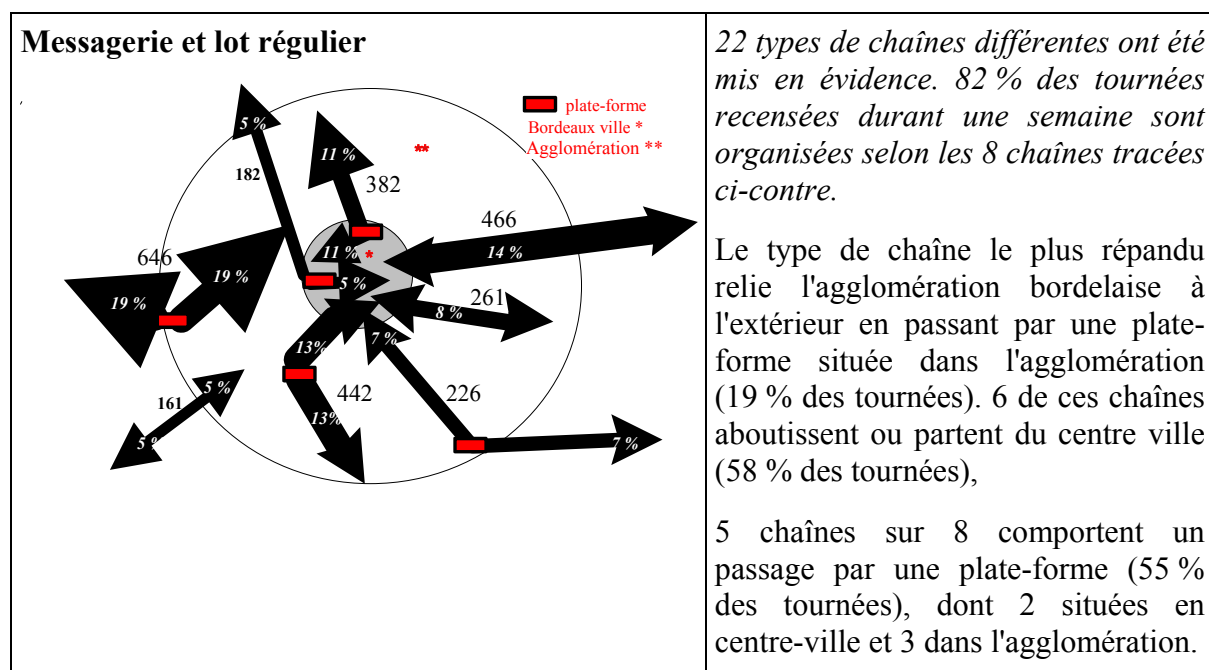 Messagerie et lot régulier
plate-forme
Bordeaux ville *
Agglomération **
**
5 %
182
11 %
382
466
14 %
646
19 %
19 %
11 %
*
5 %
261
8 %
7 %
13%
442
13%
226
5 %
161
5 %
7 %
22 types de chaînes différentes ont été
mis en évidence. 82 % des tournées
recensées durant une semaine sont
organisées selon les 8 chaînes tracées
ci-contre.
Le type de chaîne le plus répandu
relie l'agglomération bordelaise à
l'extérieur en passant par une plate-
forme située dans l'agglomération
(19 % des tournées). 6 de ces chaînes
aboutissent ou partent du centre ville
(58 % des tournées),
5 chaînes sur 8 comportent un
passage par une plate-forme (55 %
des tournées), dont 2 situées en
centre-ville et 3 dans l'agglomération.